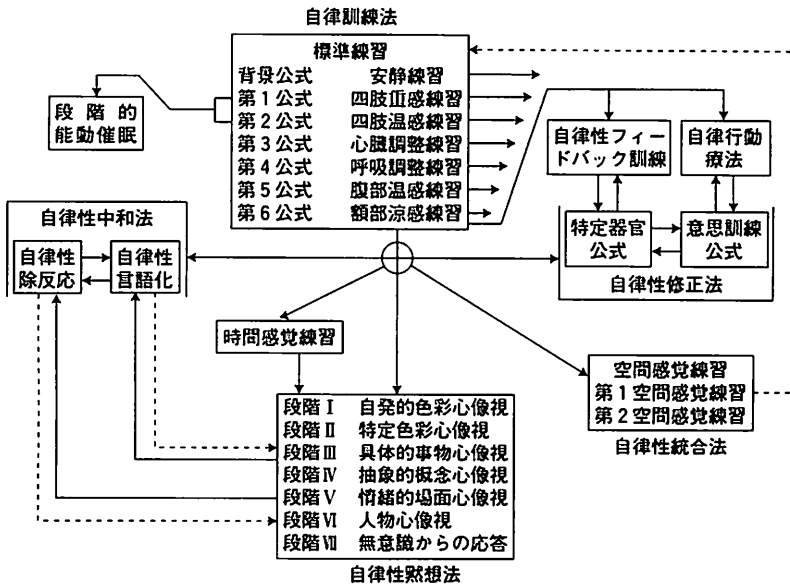 自律訓練法
標準練習
背景公式 安静練習
第1公式 四肢重感練習
第2公式 四肢温感練習
第3公式 心臓調整練習
第4公式 呼吸調整練習
第5公式 腹部温感練習
第6公式 額部涼感練習
段階的
能動催眠
自律性フィー
ドバック訓練
自律行動
療法
特定器官
公式
意思訓練
公式
自律性修正法
自律性中和法
自律性
除反応
自律性
言語化
時間感覚練習
空間感覚練習
第1空間感覚練習
第2空間感覚練習
自律性統合法
段階Ⅰ 自発的色彩心像視
段階Ⅱ 特定色彩心像視
段階Ⅲ 具体的事物心像視
段階Ⅳ 抽象的概念心像視
段階Ⅴ 情緒的場面心像視
段階Ⅵ 人物心像視
段階Ⅶ 無意識からの応答
自律性黙想法